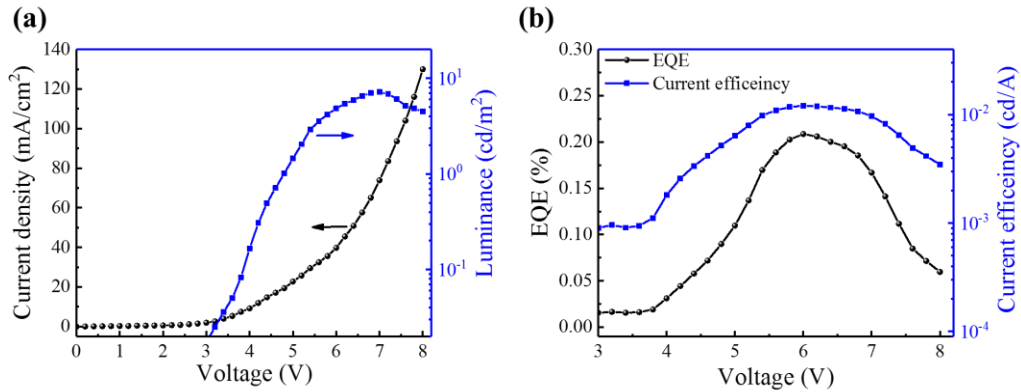 (a)
Current density (mA/cm²)
140
120
100
80
60
40
20
0
0 1 2 3 4 5 6 7 8
Voltage (V)
10¹
10⁰
10⁻¹
Luminance (cd/m²)
(b)
EQE (%)
0.30
0.25
0.20
0.15
0.10
0.05
0.00
EQE
Current efficeincy
3 4 5 6 7 8
Voltage (V)
10⁻²
10⁻³
10⁻⁴
Current efficeincy (cd/A)